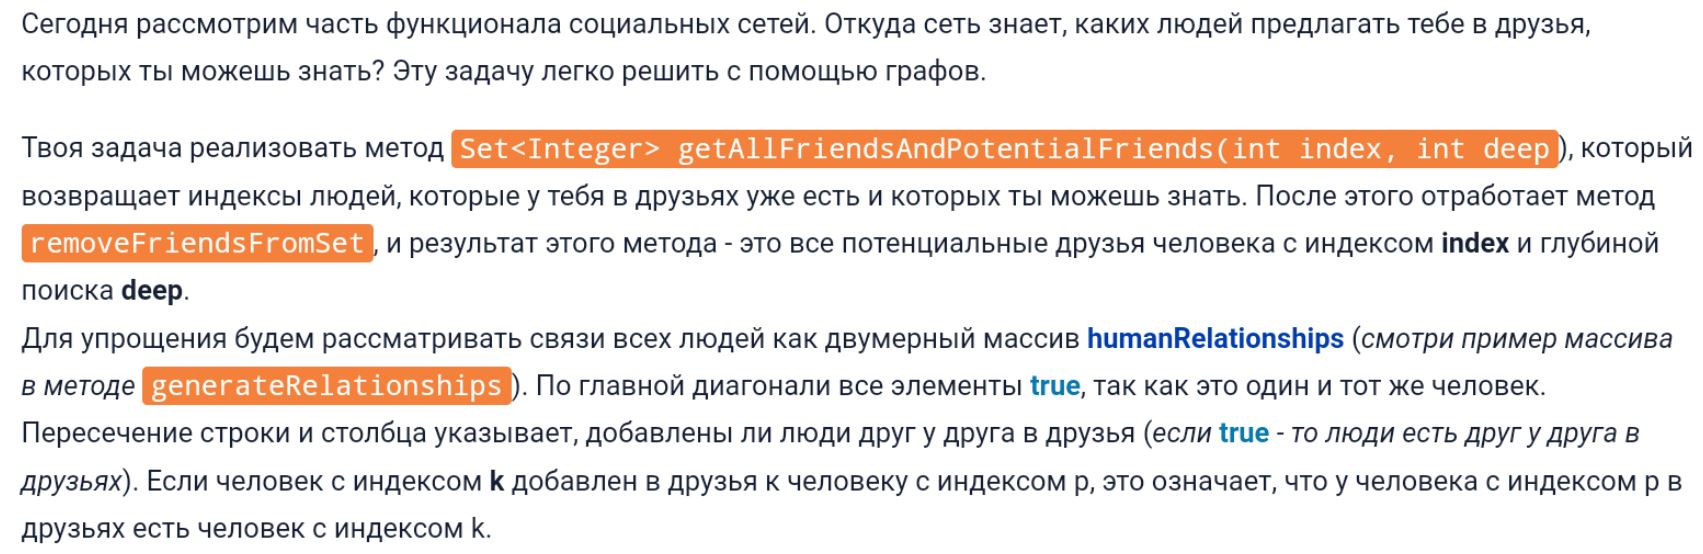 Сегодня рассмотрим часть функционала социальных сетей. Откуда сеть знает, каких людей предлагать тебе в друзья,
которых ты можешь знать? Эту задачу легко решить с помощью графов.
Твоя задача реализовать метод Set<Integer> getAllFriendsAndPotentialFriends(int index, int deep), который
возвращает индексы людей, которые у тебя в друзьях уже есть и которых ты можешь знать. После этого отработает метод
removeFriendsFromSet, и результат этого метода - это все потенциальные друзья человека с индексом index и глубиной
поиска deep.
Для упрощения будем рассматривать связи всех людей как двумерный массив humanRelationships (смотри пример массива
в методе generateRelationships). По главной диагонали все элементы true, так как это один и тот же человек.
Пересечение строки и столбца указывает, добавлены ли люди друг у друга в друзья (если true - то люди есть друг у друга в
друзьях). Если человек с индексом k добавлен в друзья к человеку с индексом p, это означает, что у человека с индексом p в
друзьях есть человек с индексом k.